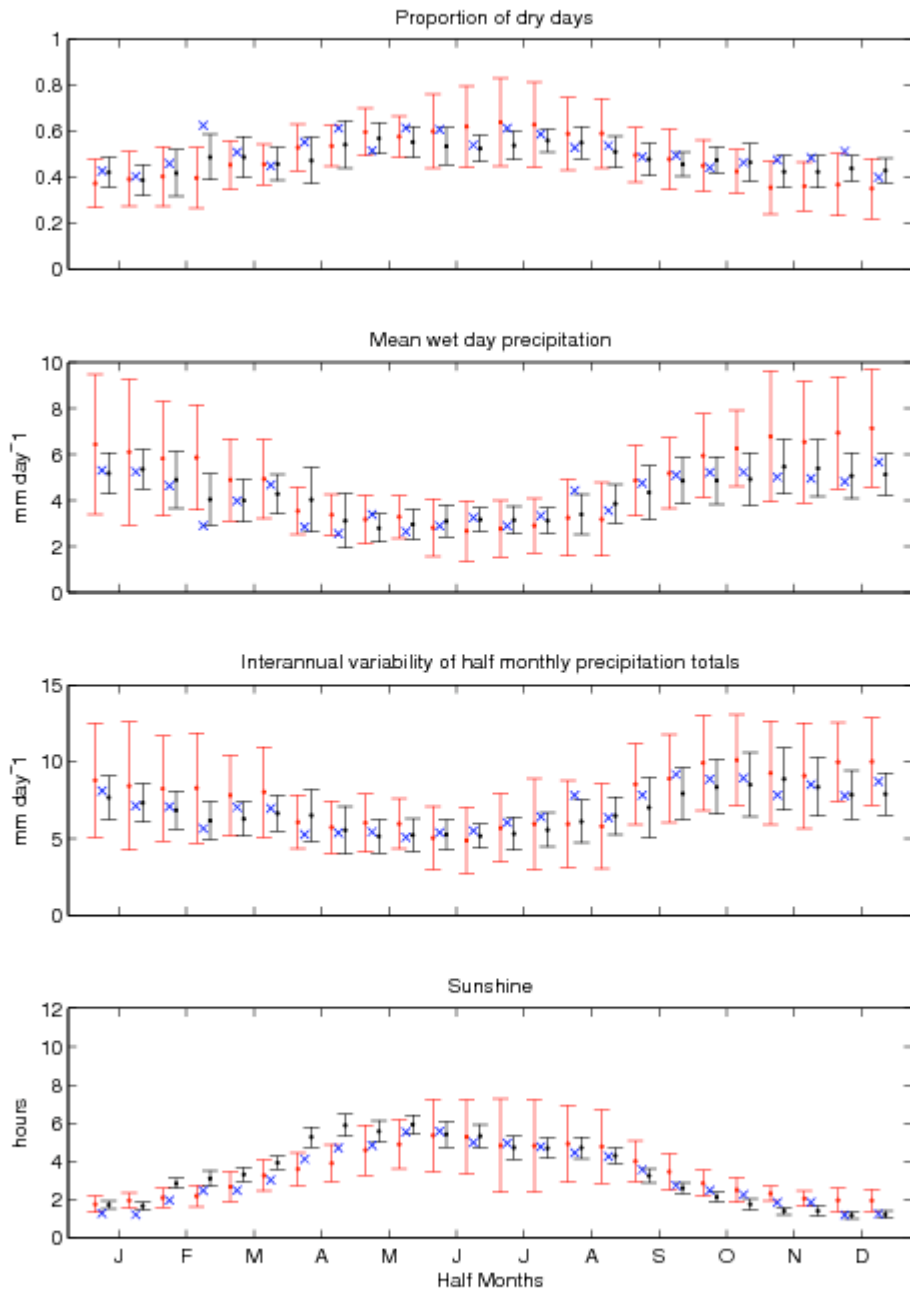 Proportion of dry days
1
0.8
0.6
0.4
0.2
0
Mean wet day precipitation
10
8
6
4
2
0
mm day^-1
Interannual variability of half monthly precipitation totals
15
10
5
0
mm day^-1
Sunshine
12
10
8
6
4
2
0
hours
J F M A M J J A S O N D
Half Months